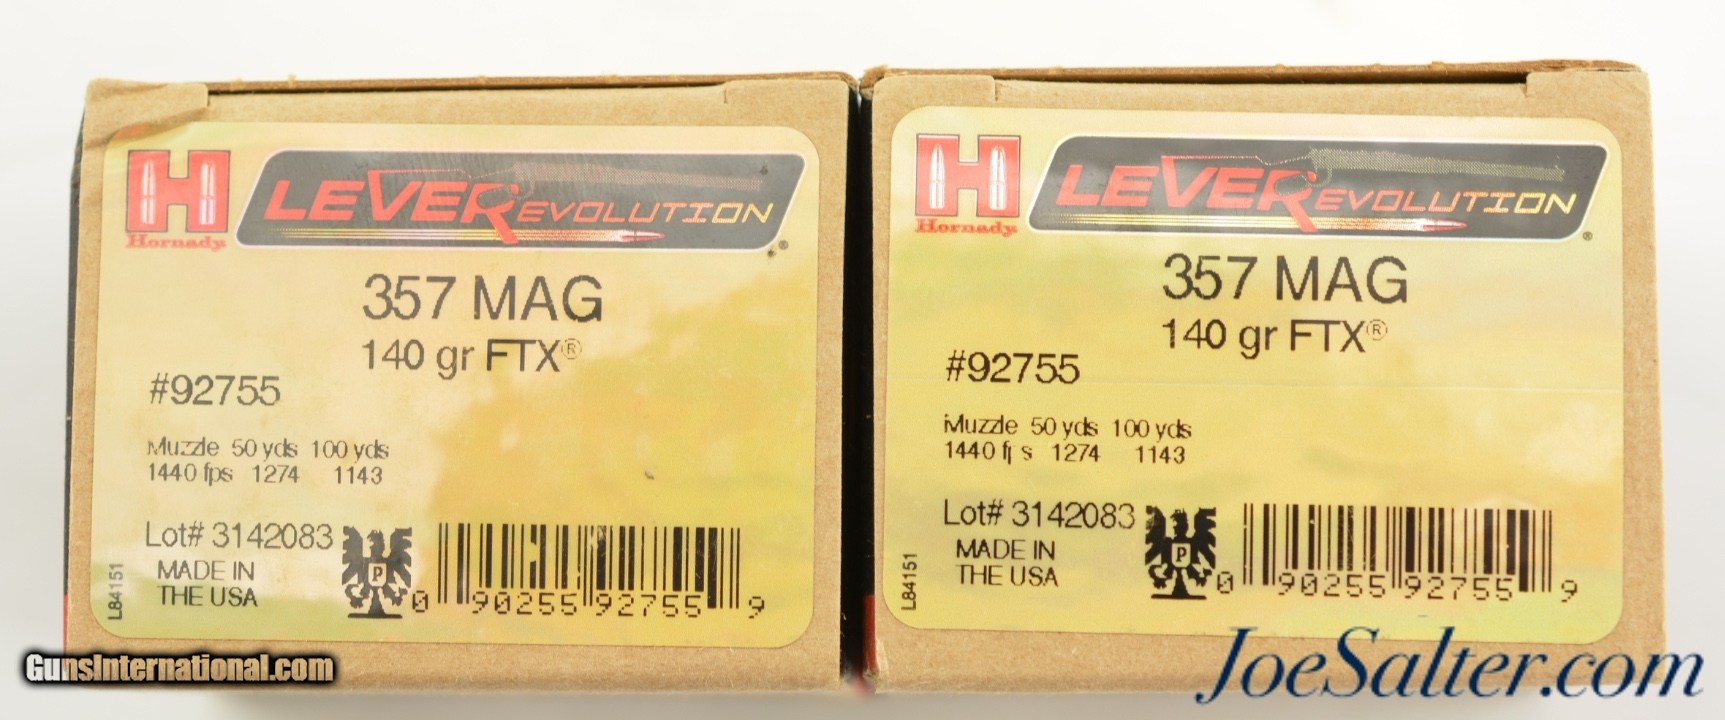 H
Hornady
LEVEREVOLUTION®
357 MAG
140 gr FTX®
#92755
Muzzle 50 yds 100 yds
1440 fps 1274 1143
Lot# 3142083
MADE IN
THE USA
L84151
P
0 90255 92755 9
H
Hornady
LEVEREVOLUTION®
357 MAG
140 gr FTX®
#92755
Muzzle 50 yds 100 yds
1440 fps 1274 1143
Lot# 3142083
MADE IN
THE USA
L84151
P
0 90255 92755 9
GunsInternational.com
JoeSalter.com